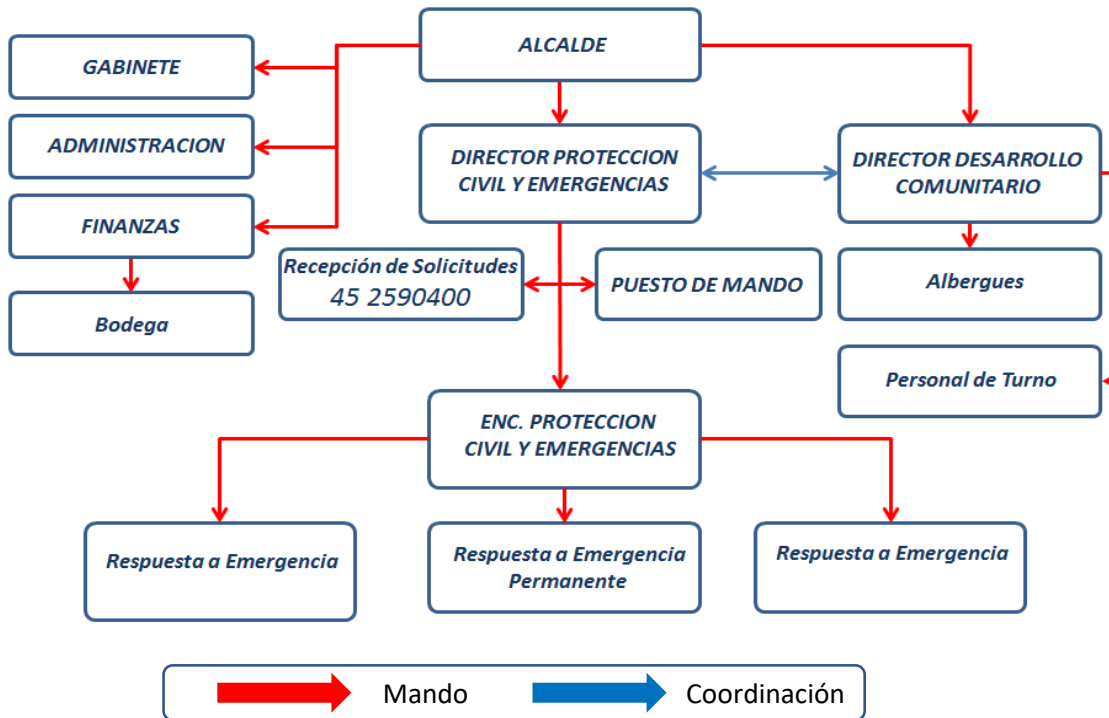 ALCALDE
GABINETE
ADMINISTRACION
FINANZAS
Bodega
DIRECTOR PROTECCION
CIVIL Y EMERGENCIAS
DIRECTOR DESARROLLO
COMUNITARIO
Recepción de Solicitudes
45 2590400
PUESTO DE MANDO
Albergues
Personal de Turno
ENC. PROTECCION
CIVIL Y EMERGENCIAS
Respuesta a Emergencia
Respuesta a Emergencia
Permanente
Respuesta a Emergencia
Mando
Coordinación